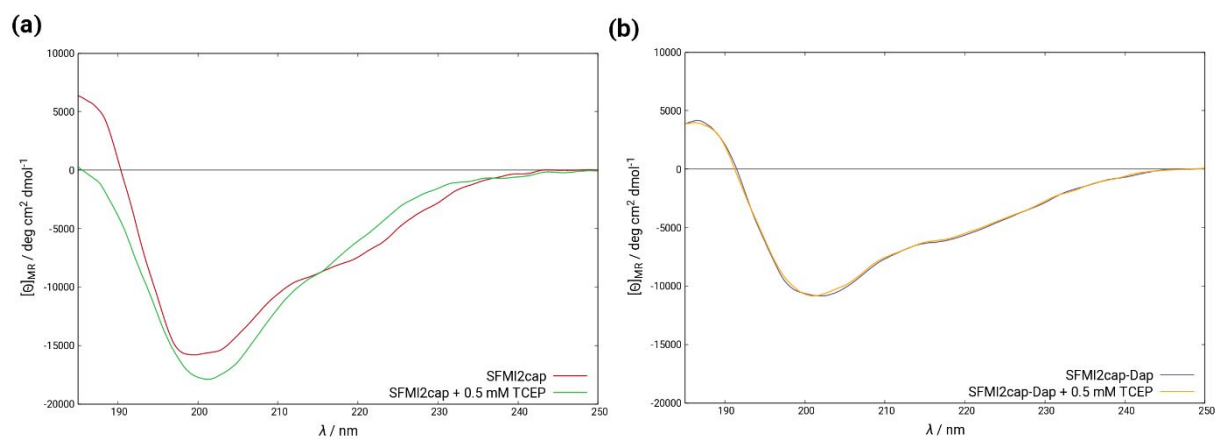 (a)
10000
5000
0
-5000
-10000
-15000
-20000
190
200
210
220
230
240
250
[Θ]MR / deg cm² dmol⁻¹
λ / nm
SFMI2cap
SFMI2cap + 0.5 mM TCEP
(b)
10000
5000
0
-5000
-10000
-15000
-20000
190
200
210
220
230
240
250
[Θ]MR / deg cm² dmol⁻¹
λ / nm
SFMI2cap-Dap
SFMI2cap-Dap + 0.5 mM TCEP